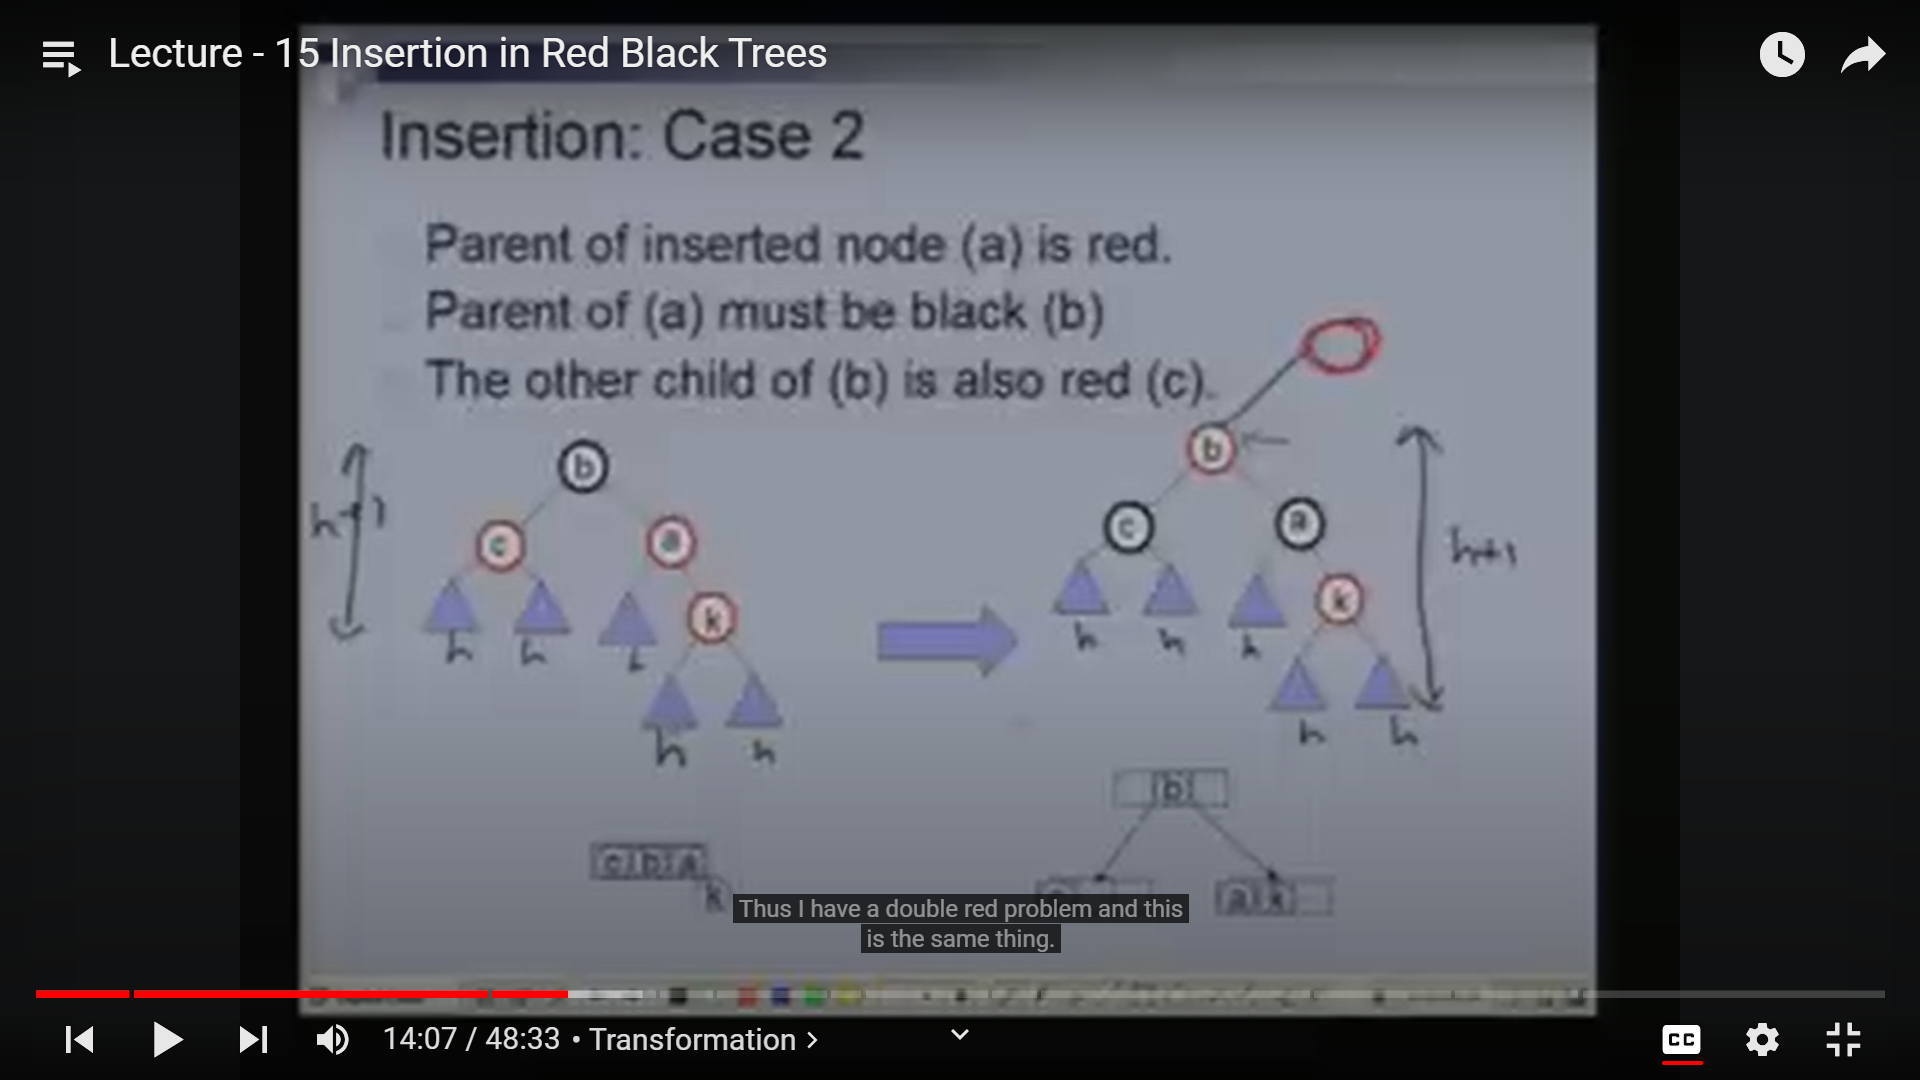 Lecture - 15 Insertion in Red Black Trees
Insertion: Case 2
Parent of inserted node (a) is red.
Parent of (a) must be black (b)
The other child of (b) is also red (c).
b
c
a
k
h+1
h
h
h
h
h
b
c
a
k
h+1
h
h
h
h
h
c b a
k
b
a k
Thus I have a double red problem and this
is the same thing.
14:07 / 48:33 • Transformation
CC